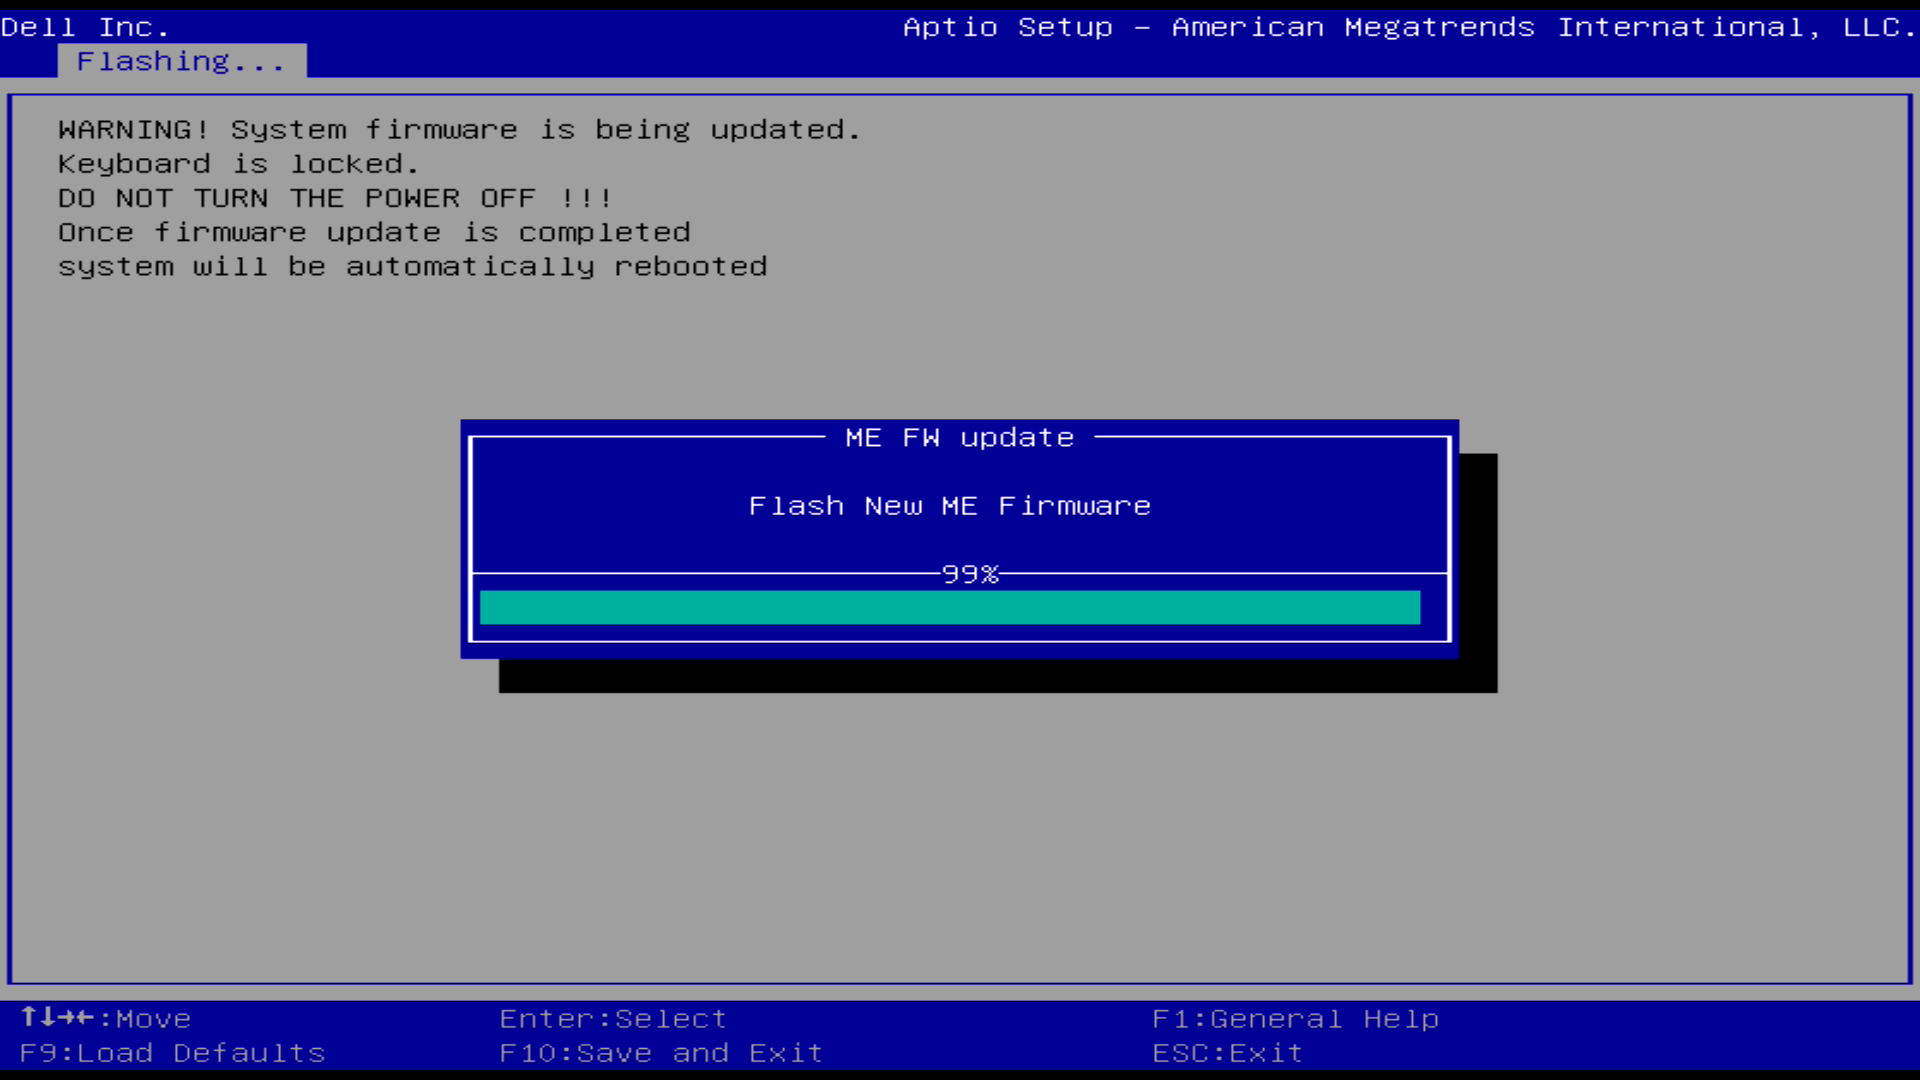 Dell Inc.
Aptio Setup – American Megatrends International, LLC.
Flashing...
WARNING! System firmware is being updated.
Keyboard is locked.
DO NOT TURN THE POWER OFF !!!
Once firmware update is completed
system will be automatically rebooted
ME FW update
Flash New ME Firmware
99%
↑↓→←:Move
Enter:Select
F1:General Help
F9:Load Defaults
F10:Save and Exit
ESC:Exit